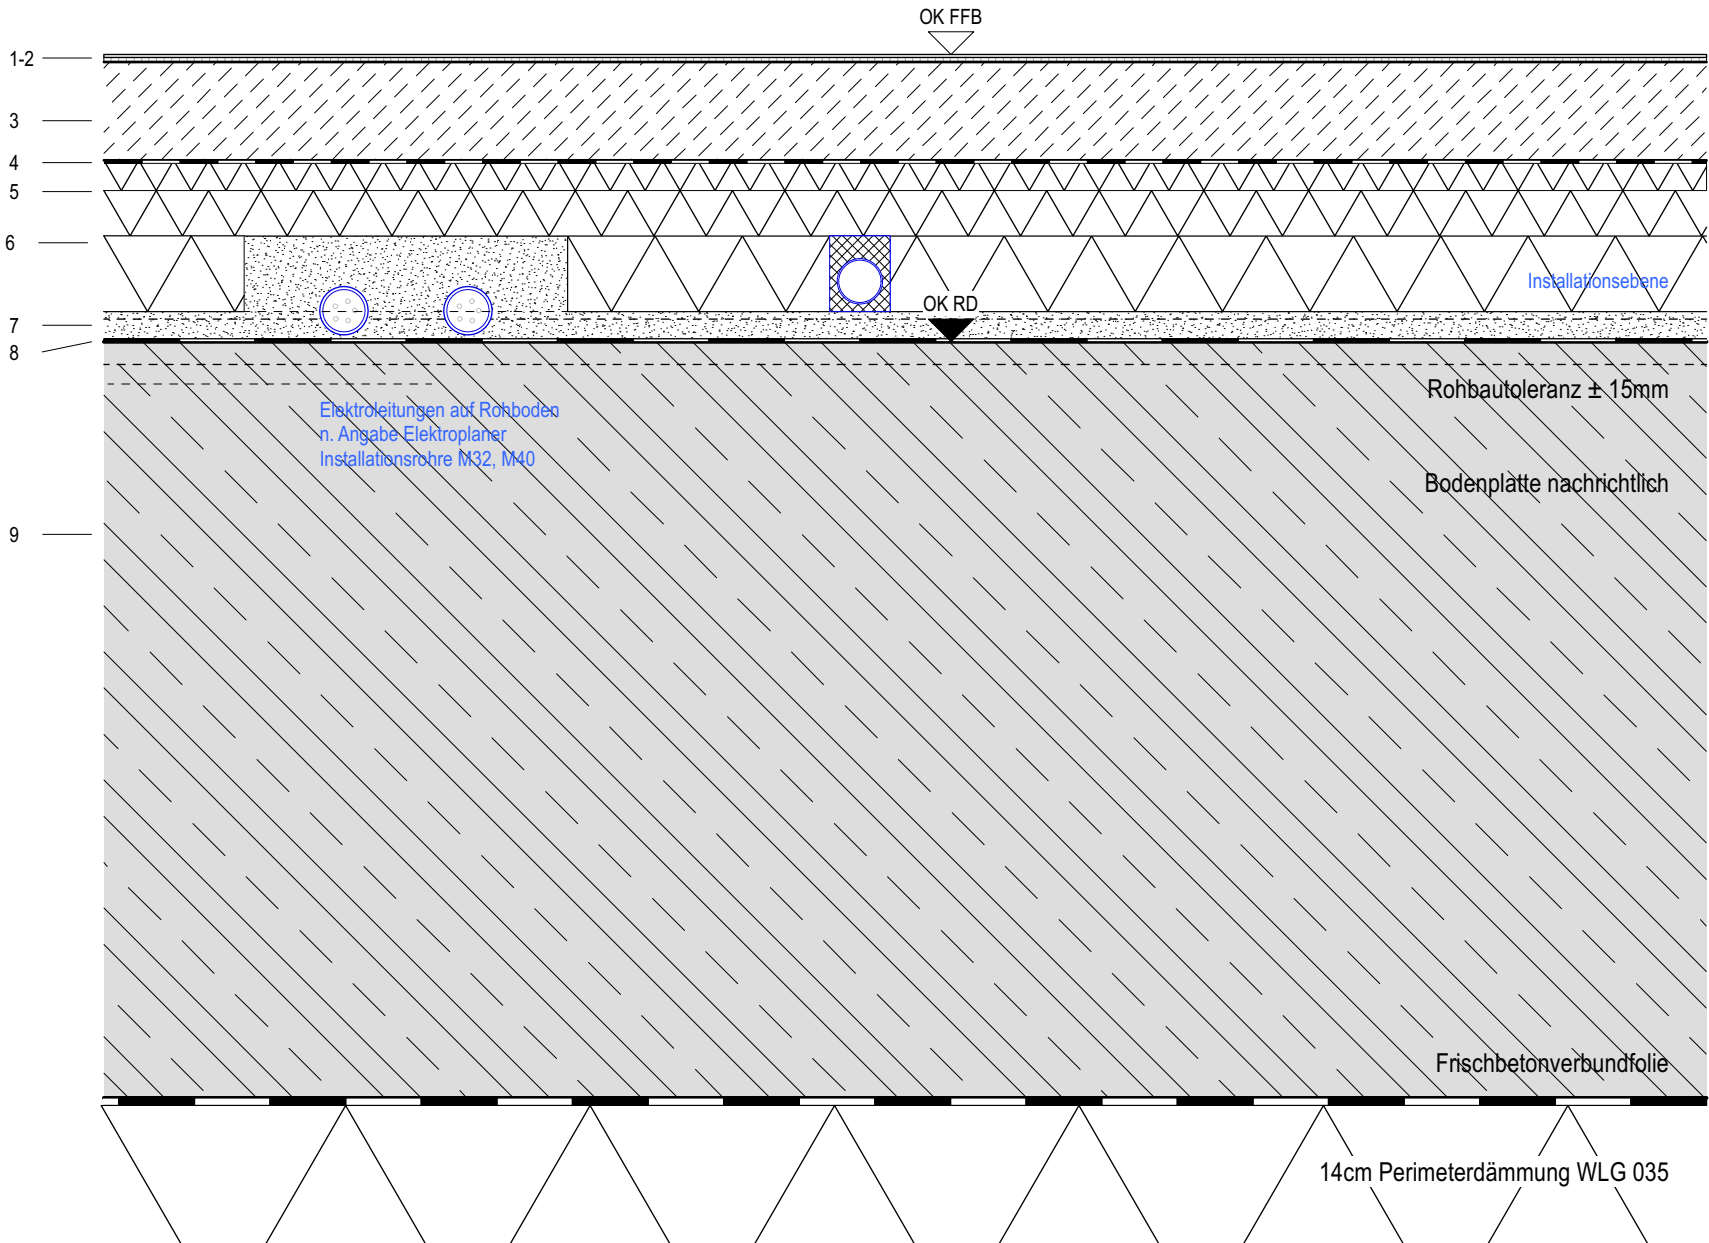 OK FFB
1-2
3
4
5
6
Installationsebene
OK RD
7
8
Rohbautoleranz ± 15mm
Elektroleitungen auf Rohboden
n. Angabe Elektroplaner
Installationsrohre M32, M40
Bodenplatte nachrichtlich
9
Frischbetonverbundfolie
14cm Perimeterdämmung WLG 035